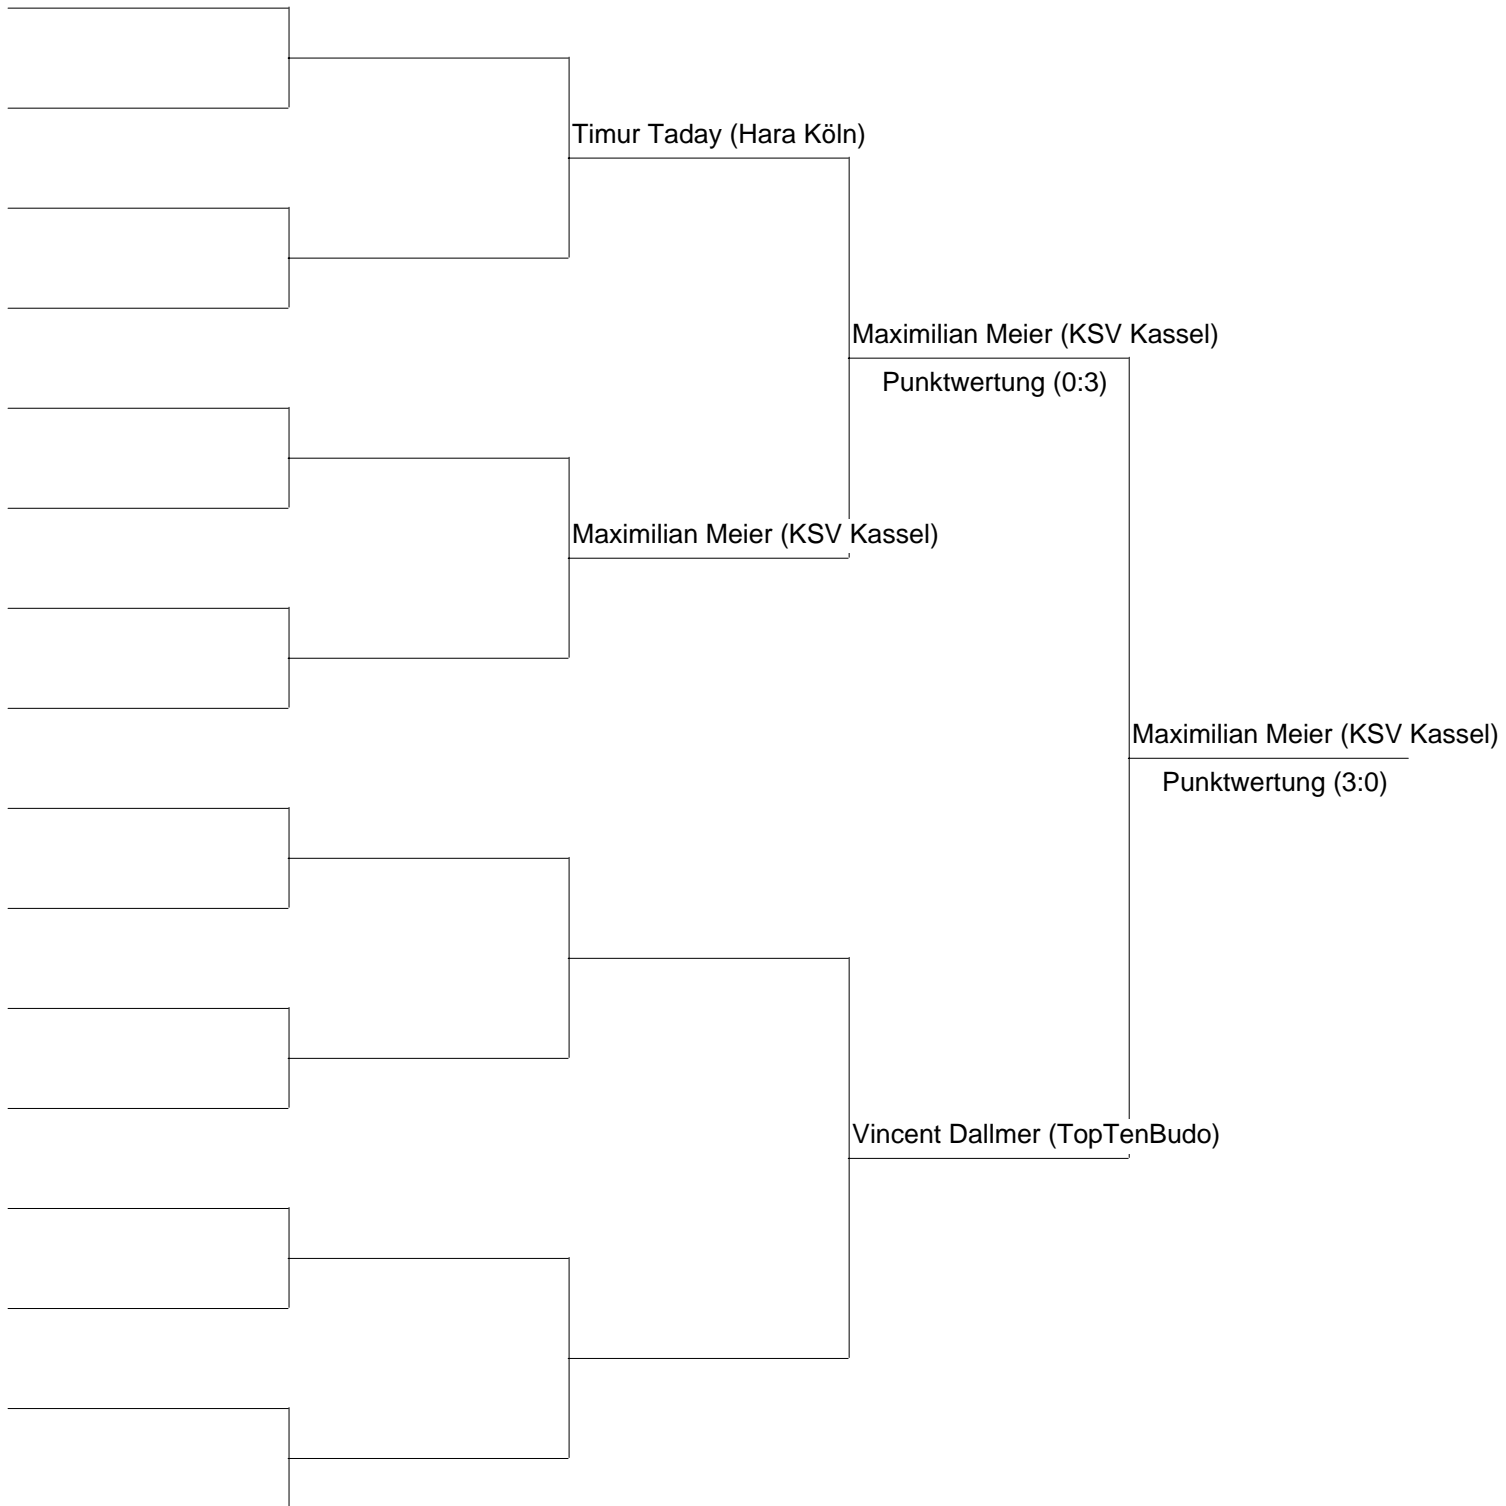 Timur Taday (Hara Köln)
Maximilian Meier (KSV Kassel)
Punktwertung (0:3)
Maximilian Meier (KSV Kassel)
Maximilian Meier (KSV Kassel)
Punktwertung (3:0)
Vincent Dallmer (TopTenBudo)